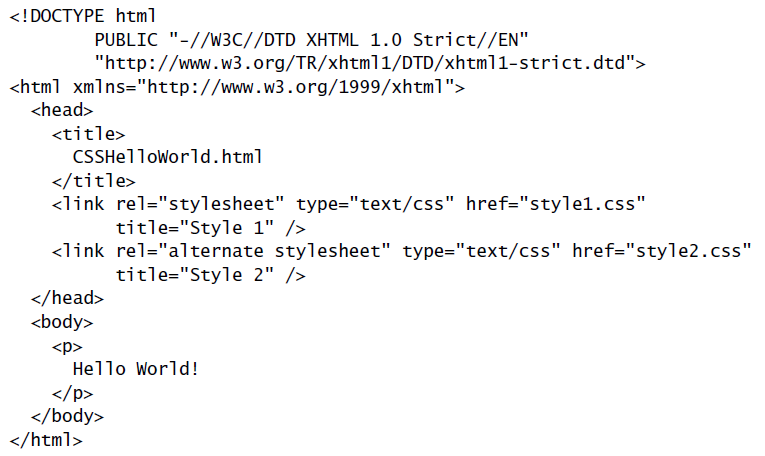 <!DOCTYPE html
PUBLIC "-//W3C//DTD XHTML 1.0 Strict//EN"
"http://www.w3.org/TR/xhtml1/DTD/xhtml1-strict.dtd">
<html xmlns="http://www.w3.org/1999/xhtml">
<head>
<title>
CSSHelloWorld.html
</title>
<link rel="stylesheet" type="text/css" href="style1.css"
title="Style 1" />
<link rel="alternate stylesheet" type="text/css" href="style2.css"
title="Style 2" />
</head>
<body>
<p>
Hello World!
</p>
</body>
</html>